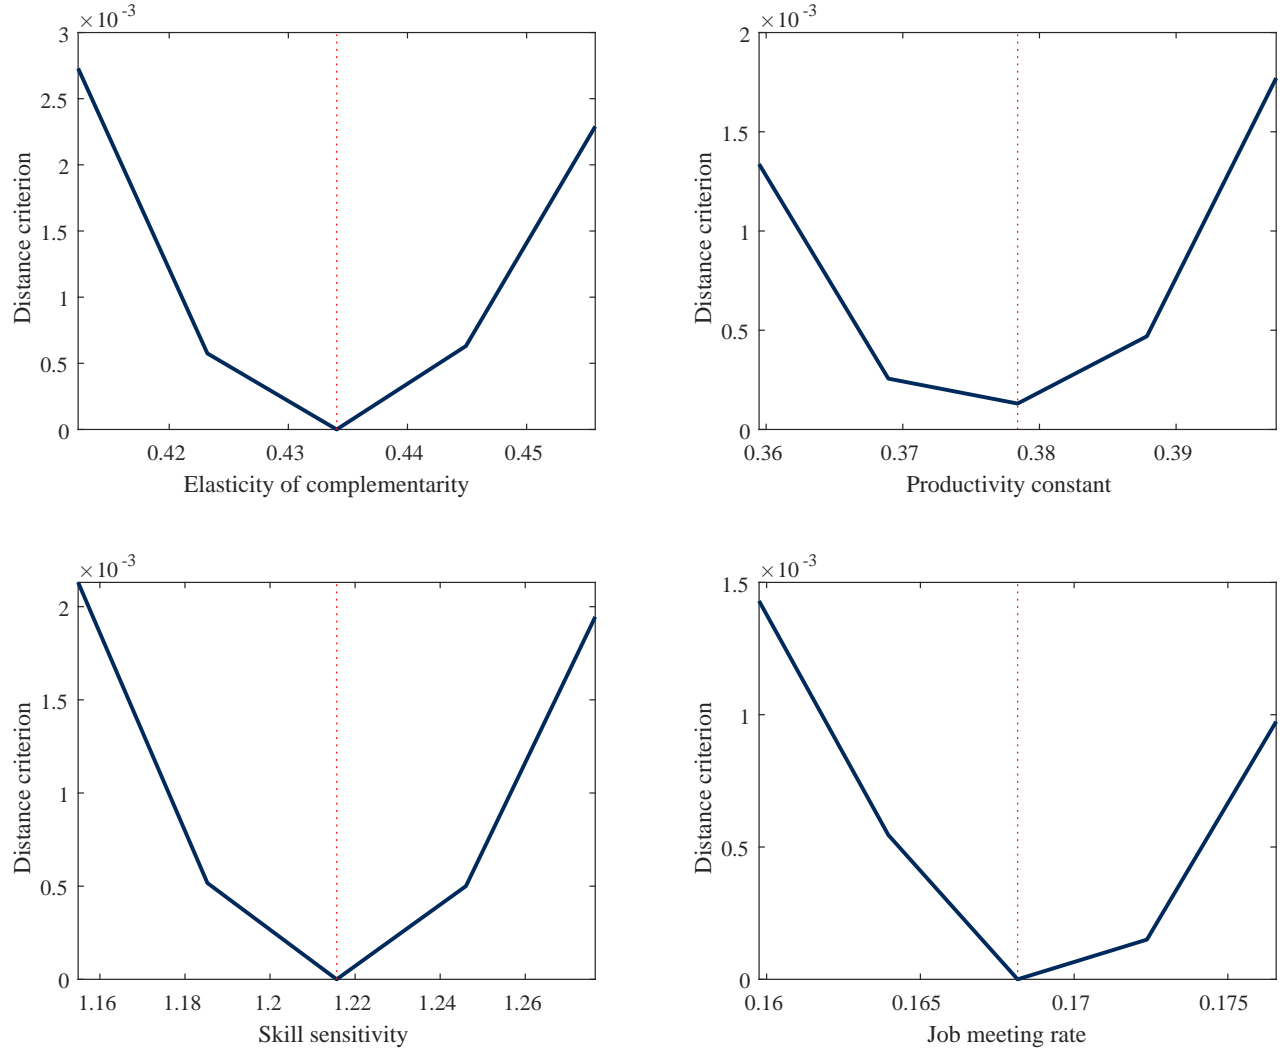 ×10-3
3
2.5
2
1.5
1
0.5
0
Distance criterion
0.42 0.43 0.44 0.45
Elasticity of complementarity
×10-3
2
1.5
1
0.5
0
Distance criterion
0.36 0.37 0.38 0.39
Productivity constant
×10-3
2
1.5
1
0.5
0
Distance criterion
1.16 1.18 1.2 1.22 1.24 1.26
Skill sensitivity
×10-3
1.5
1
0.5
0
Distance criterion
0.16 0.165 0.17 0.175
Job meeting rate